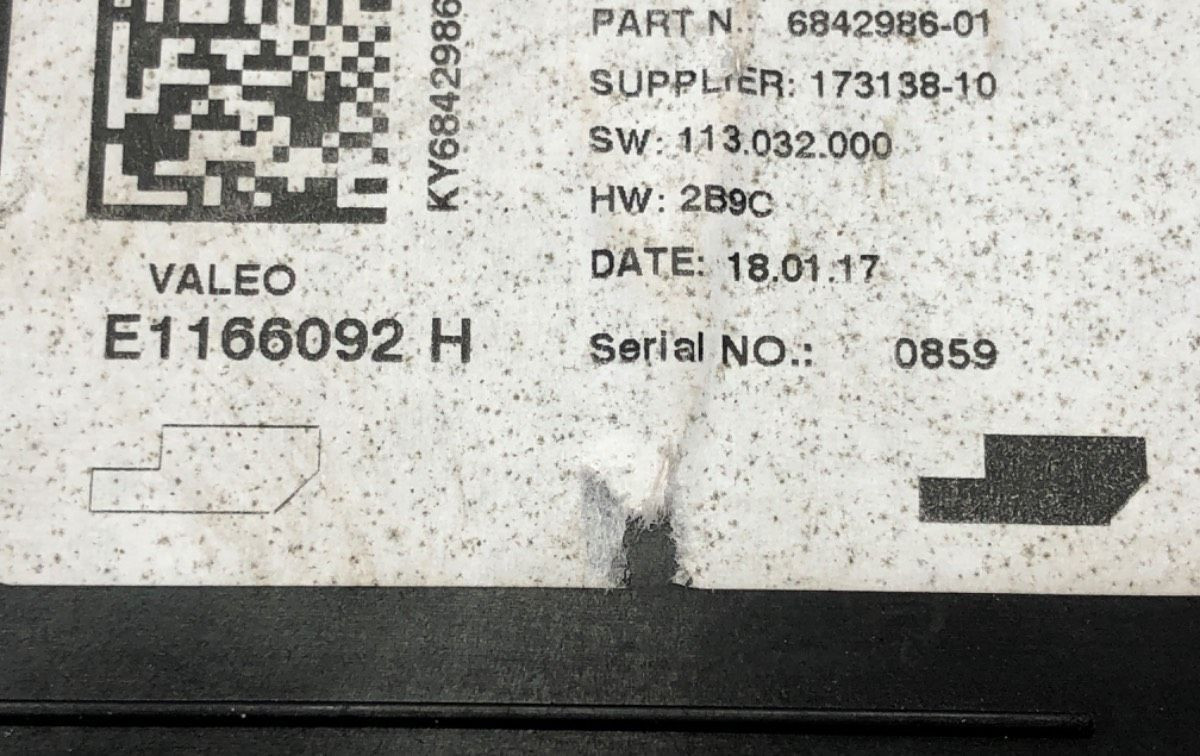 KY6842986
VALEO
E1166092 H
PART N.: 6842986-01
SUPPLIER: 173138-10
SW: 113.032.000
HW: 2B9C
DATE: 18.01.17
Serial NO.: 0859